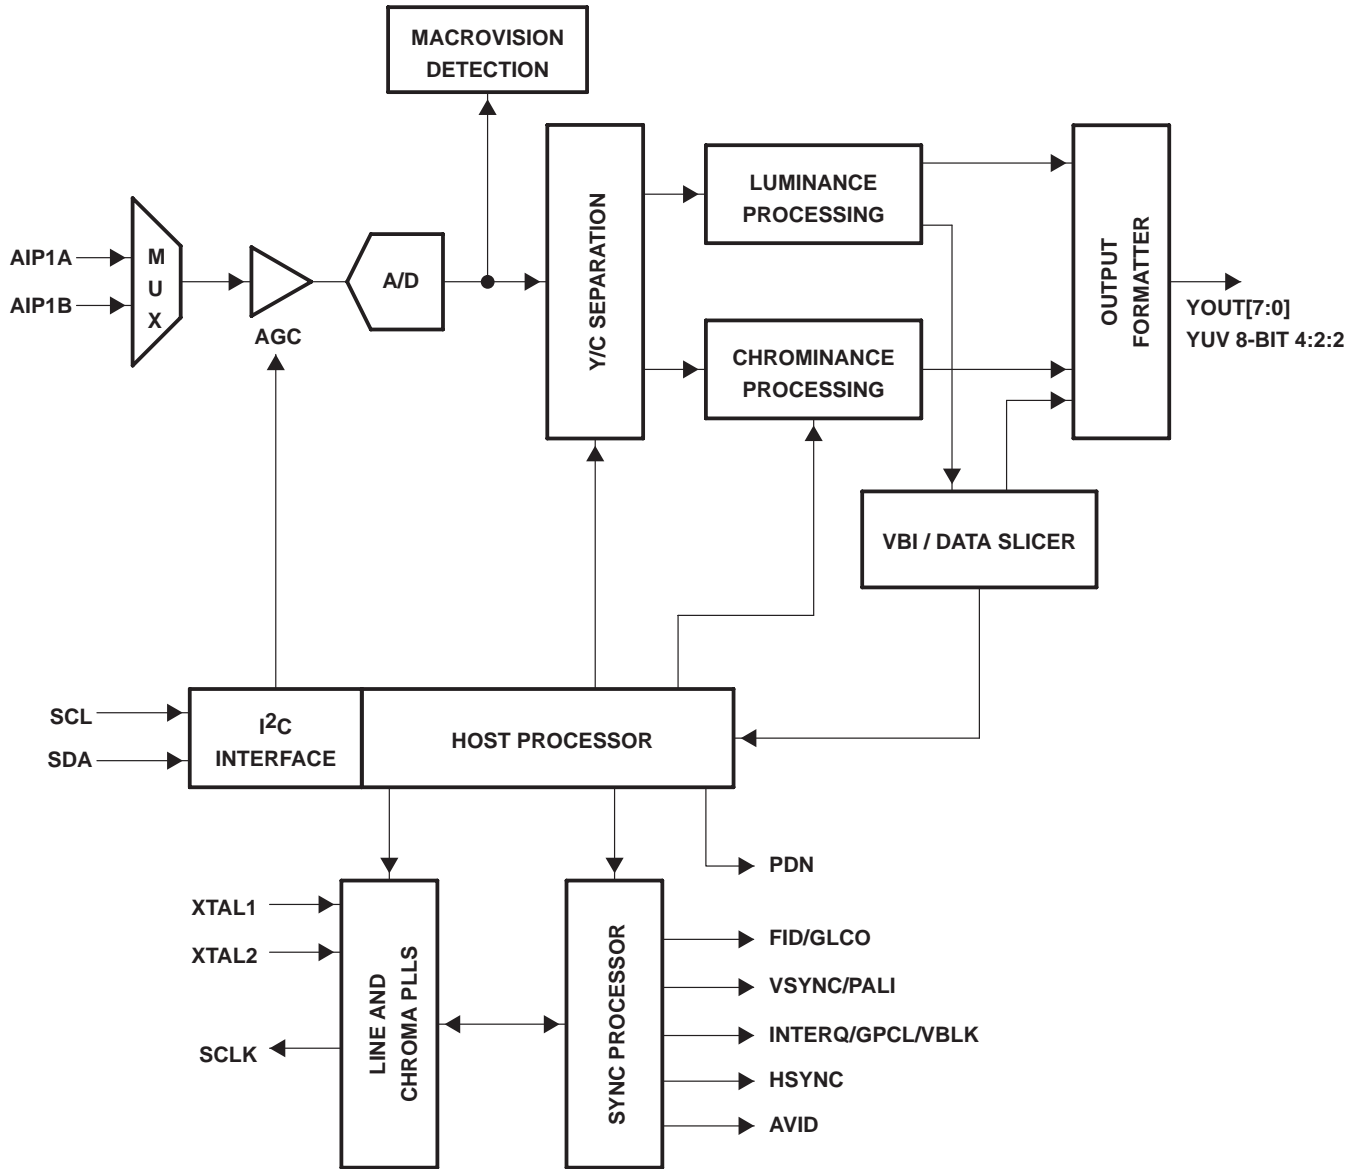 MACROVISION
DETECTION
AIP1A
AIP1B
M
U
X
AGC
A/D
Y/C SEPARATION
LUMINANCE
PROCESSING
CHROMINANCE
PROCESSING
OUTPUT
FORMATTER
YOUT[7:0]
YUV 8-BIT 4:2:2
VBI / DATA SLICER
SCL
SDA
I2C
INTERFACE
HOST PROCESSOR
PDN
XTAL1
XTAL2
SCLK
LINE AND
CHROMA PLLS
SYNC PROCESSOR
FID/GLCO
VSYNC/PALI
INTERQ/GPCL/VBLK
HSYNC
AVID